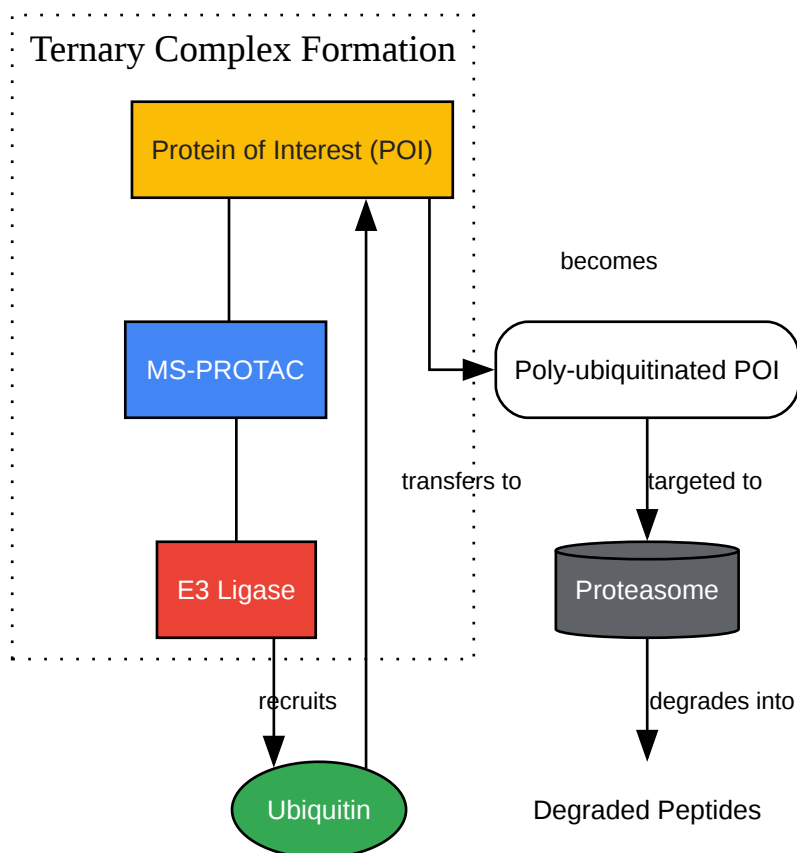 Ternary Complex Formation
Protein of Interest (POI)
becomes
MS-PROTAC
Poly-ubiquitinated POI
transfers to
targeted to
E3 Ligase
Proteasome
recruits
degrades into
Ubiquitin
Degraded Peptides